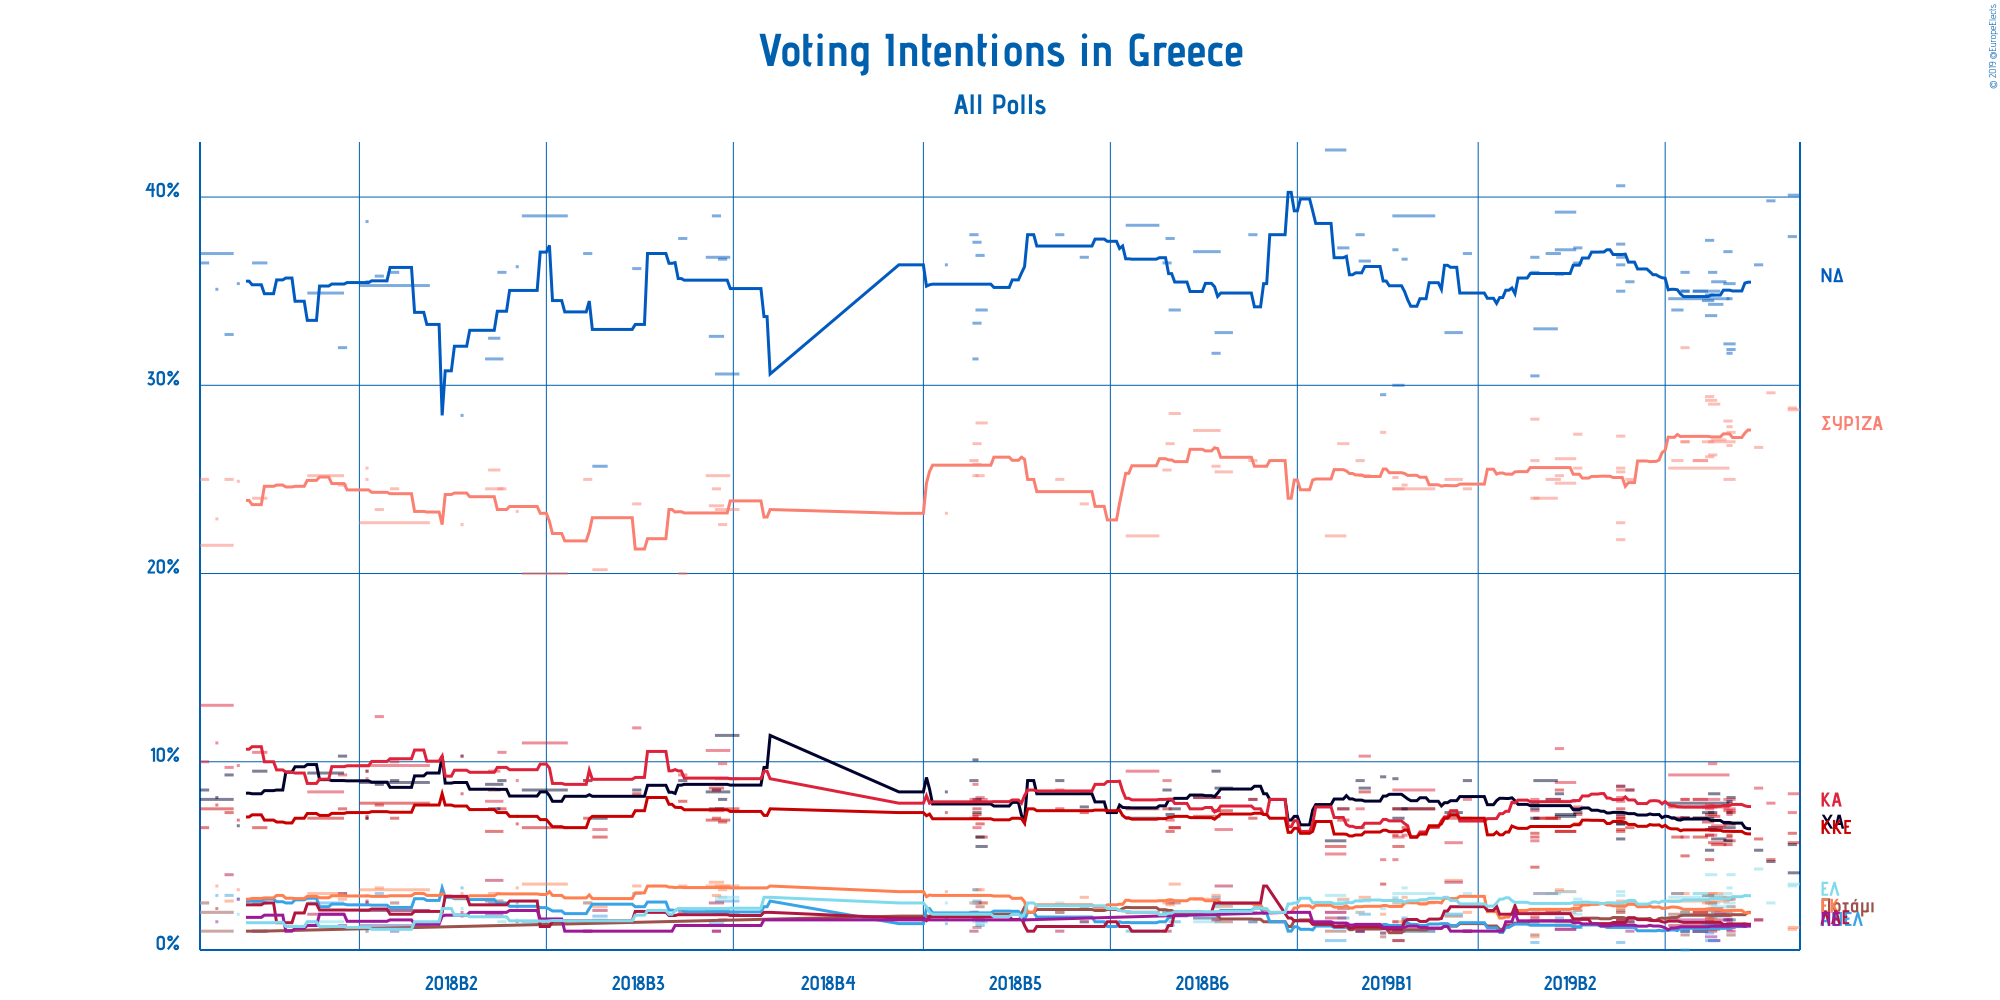 © 2019 @EuropeElects
Voting Intentions in Greece
All Polls
40%
30%
20%
10%
0%
ΝΔ
ΣΥΡΙΖΑ
ΚΑ
ΧΑ
ΚΚΕ
ΕΛ
ΕΚ
Ποτάμι
2018B2
2018B3
2018B4
2018B5
2018B6
2019B1
2019B2